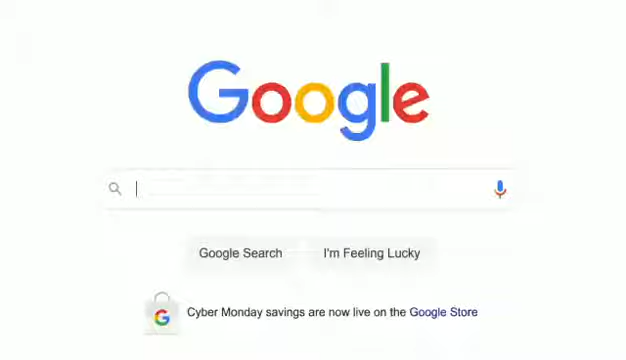 Google
Google Search
I'm Feeling Lucky
G
Cyber Monday savings are now live on the Google Store